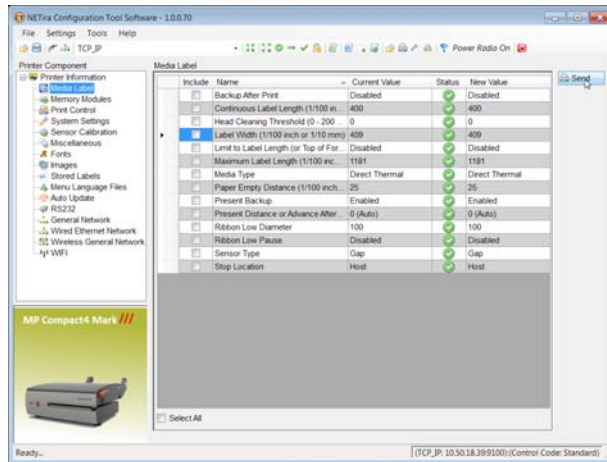 NETira Configuration Tool Software - 1.0.0.70
File Settings Tools Help
TCP_IP Power Radio On
Printer Component Media Label
Printer Information
Media Label
Memory Modules
Print Control
System Settings
Sensor Calibration
Miscellaneous
Fonts
Images
Stored Labels
Menu Language Files
Auto Update
RS232
General Network
Wired Ethernet Network
Wireless General Network
WIFI
Include Name Current Value Status New Value
Backup After Print Disabled Disabled
Continuous Label Length (1/100 in... 400 400
Head Cleaning Threshold (0 - 200 ... 0 0
Label Width (1/100 inch or 1/10 mm) 409 409
Limit to Label Length (or Top of For... Disabled Disabled
Maximum Label Length (1/100 inc... 1181 1181
Media Type Direct Thermal Direct Thermal
Paper Empty Distance (1/100 inch... 25 25
Present Backup Enabled Enabled
Present Distance or Advance After... 0 (Auto) 0 (Auto)
Ribbon Low Diameter 100 100
Ribbon Low Pause Disabled Disabled
Sensor Type Gap Gap
Stop Location Host Host
Send
MP Compact4 Mark III
Select All
Ready... (TCP_IP: 10.50.18.39:9100):(Control Code: Standard)